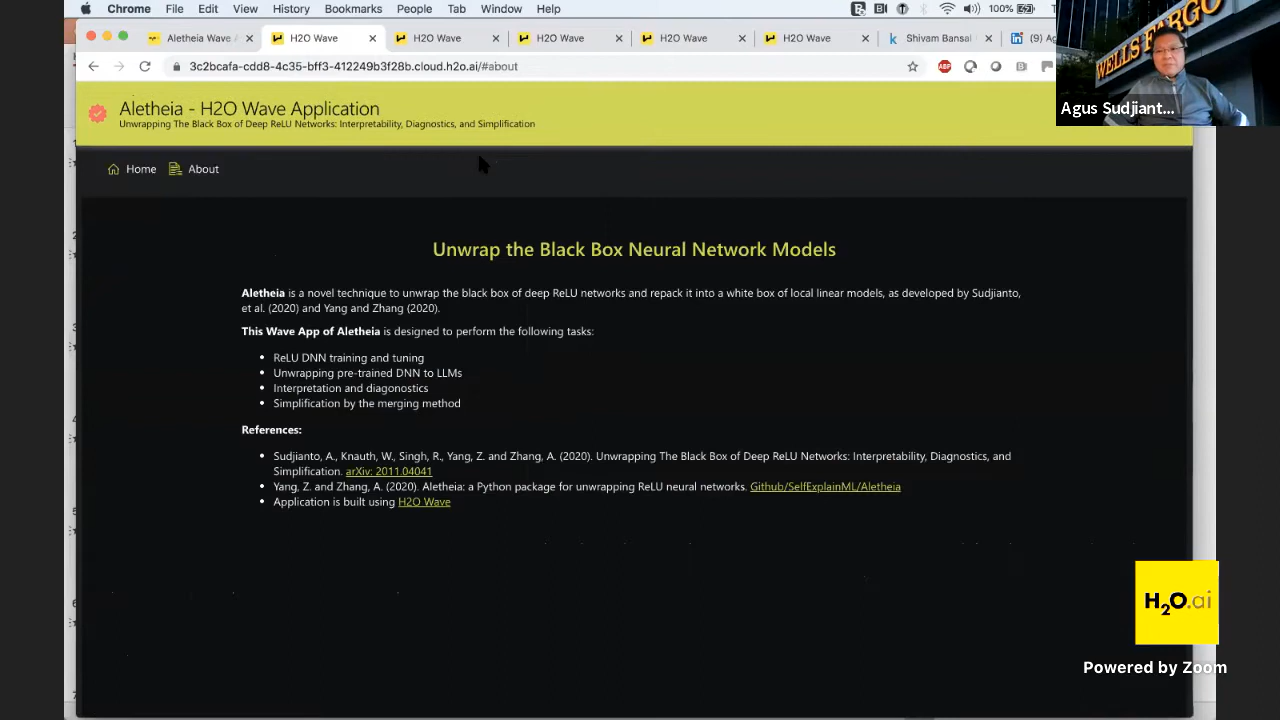 Chrome File Edit View History Bookmarks People Tab Window Help
100%
Aletheia Wave
H2O Wave
H2O Wave
H2O Wave
H2O Wave
H2O Wave
Shivam Bansal
(9) Ag
3c2bcafa-cdd8-4c35-bff3-412249b3f28b.cloud.h2o.ai/#about
ABP
WELLS FARGO
Agus Sudjiant...
Aletheia - H2O Wave Application
Unwrapping The Black Box of Deep ReLU Networks: Interpretability, Diagnostics, and Simplification
Home About
Unwrap the Black Box Neural Network Models
Aletheia is a novel technique to unwrap the black box of deep ReLU networks and repack it into a white box of local linear models, as developed by Sudjianto,
et al. (2020) and Yang and Zhang (2020).
This Wave App of Aletheia is designed to perform the following tasks:
• ReLU DNN training and tuning
• Unwrapping pre-trained DNN to LLMs
• Interpretation and diagonostics
• Simplification by the merging method
References:
• Sudjianto, A., Knauth, W., Singh, R., Yang, Z. and Zhang, A. (2020). Unwrapping The Black Box of Deep ReLU Networks: Interpretability, Diagnostics, and
Simplification. arXiv: 2011.04041
• Yang, Z. and Zhang, A. (2020). Aletheia: a Python package for unwrapping ReLU neural networks. Github/SelfExplainML/Aletheia
• Application is built using H2O Wave
H2O.ai
Powered by Zoom